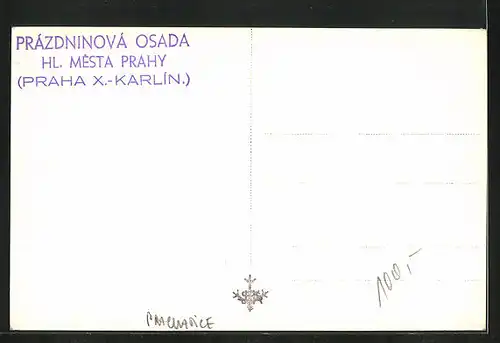 PRÁZDNINOVÁ OSADA
HL. MĚSTA PRAHY
(PRAHA X.-KARLÍN.)
100,-